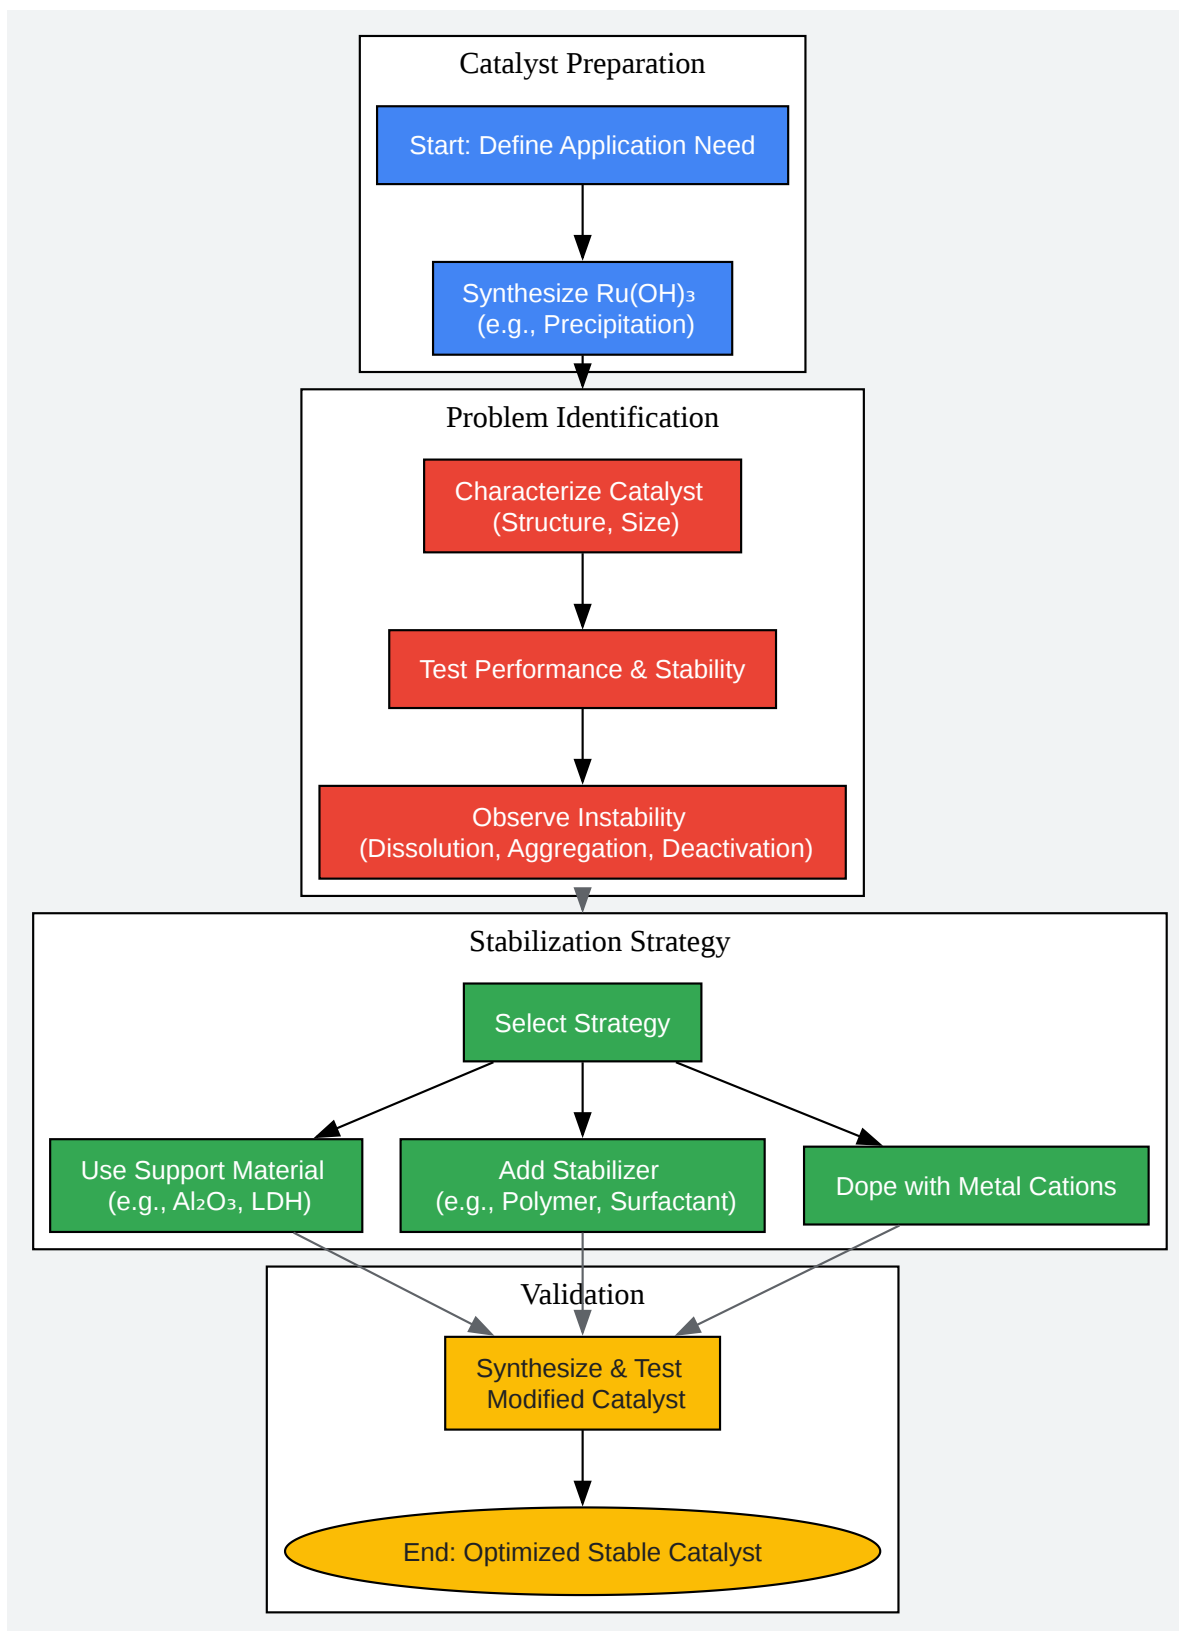 Catalyst Preparation
Start: Define Application Need
Synthesize Ru(OH)₃
(e.g., Precipitation)
Problem Identification
Characterize Catalyst
(Structure, Size)
Test Performance & Stability
Observe Instability
(Dissolution, Aggregation, Deactivation)
Stabilization Strategy
Select Strategy
Use Support Material
(e.g., Al₂O₃, LDH)
Add Stabilizer
(e.g., Polymer, Surfactant)
Dope with Metal Cations
Validation
Synthesize & Test
Modified Catalyst
End: Optimized Stable Catalyst